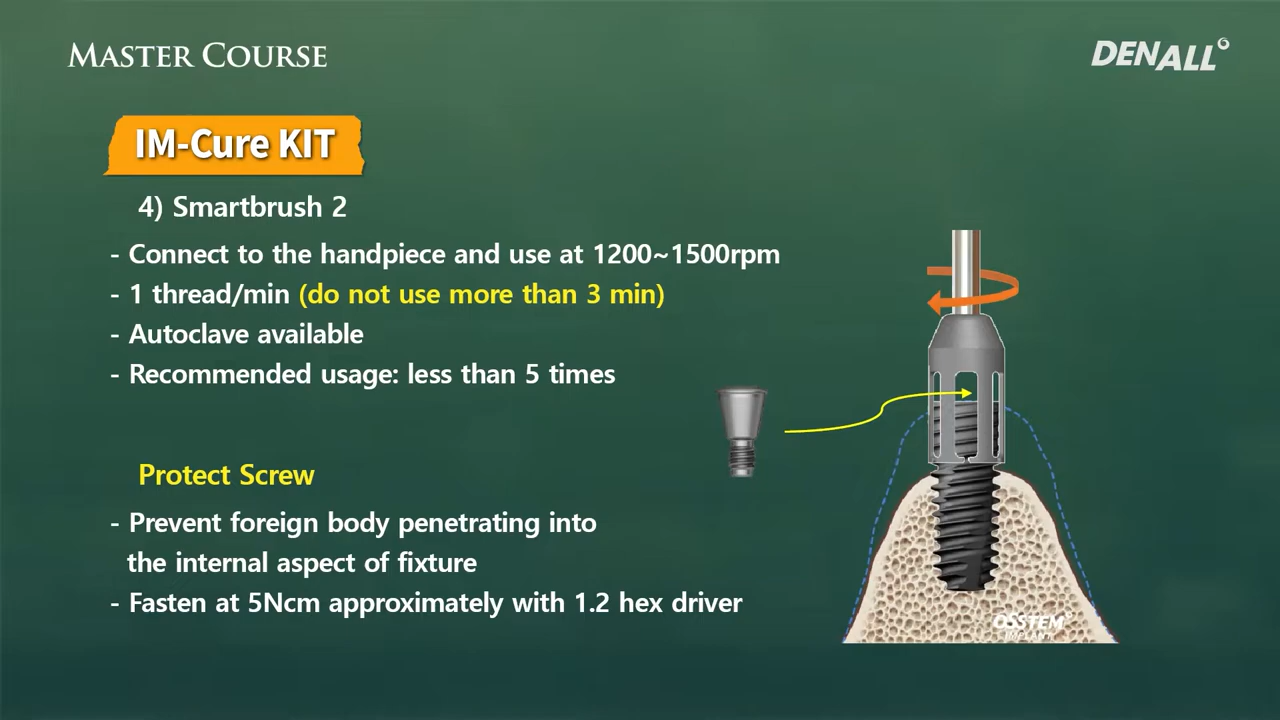 MASTER COURSE
DENALL
IM-Cure KIT
4) Smartbrush 2
- Connect to the handpiece and use at 1200~1500rpm
- 1 thread/min (do not use more than 3 min)
- Autoclave available
- Recommended usage: less than 5 times
Protect Screw
- Prevent foreign body penetrating into
the internal aspect of fixture
- Fasten at 5Ncm approximately with 1.2 hex driver
OSSTEM
IMPLANT